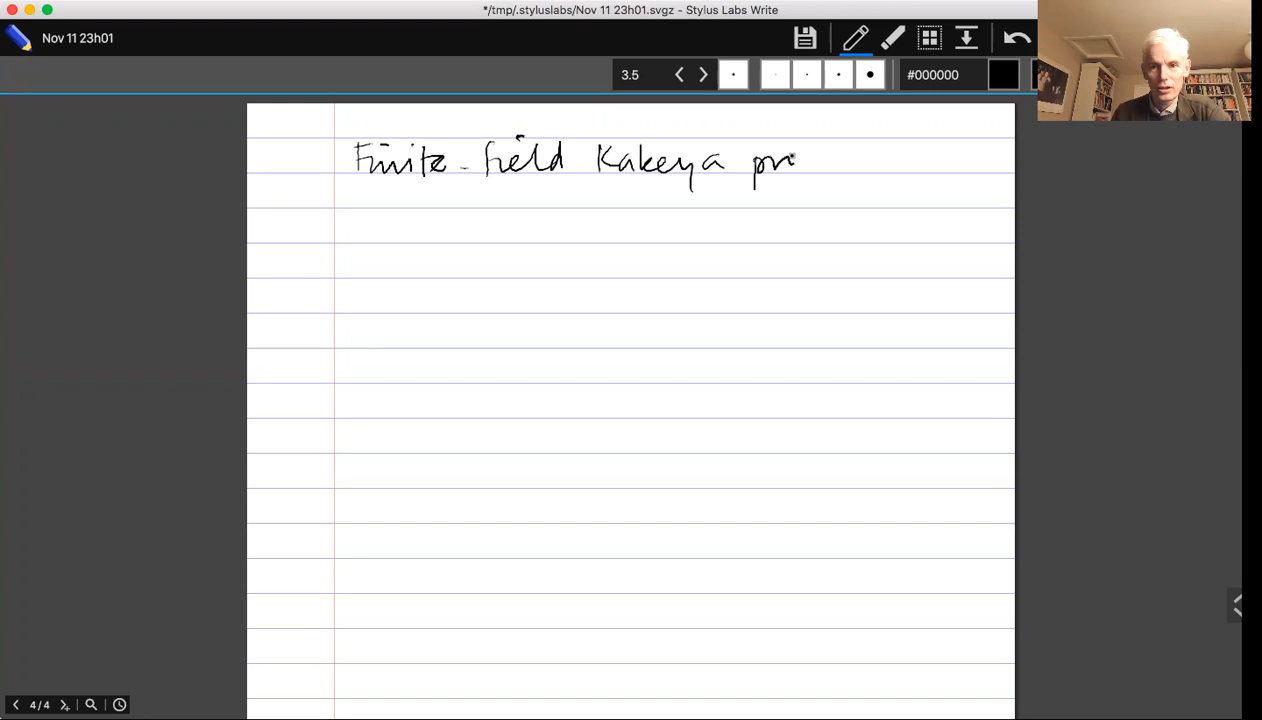 */tmp/.styluslabs/Nov 11 23h01.svgz - Stylus Labs Write
Nov 11 23h01
3.5
#000000
Finite-field Kakeya pro
4/4